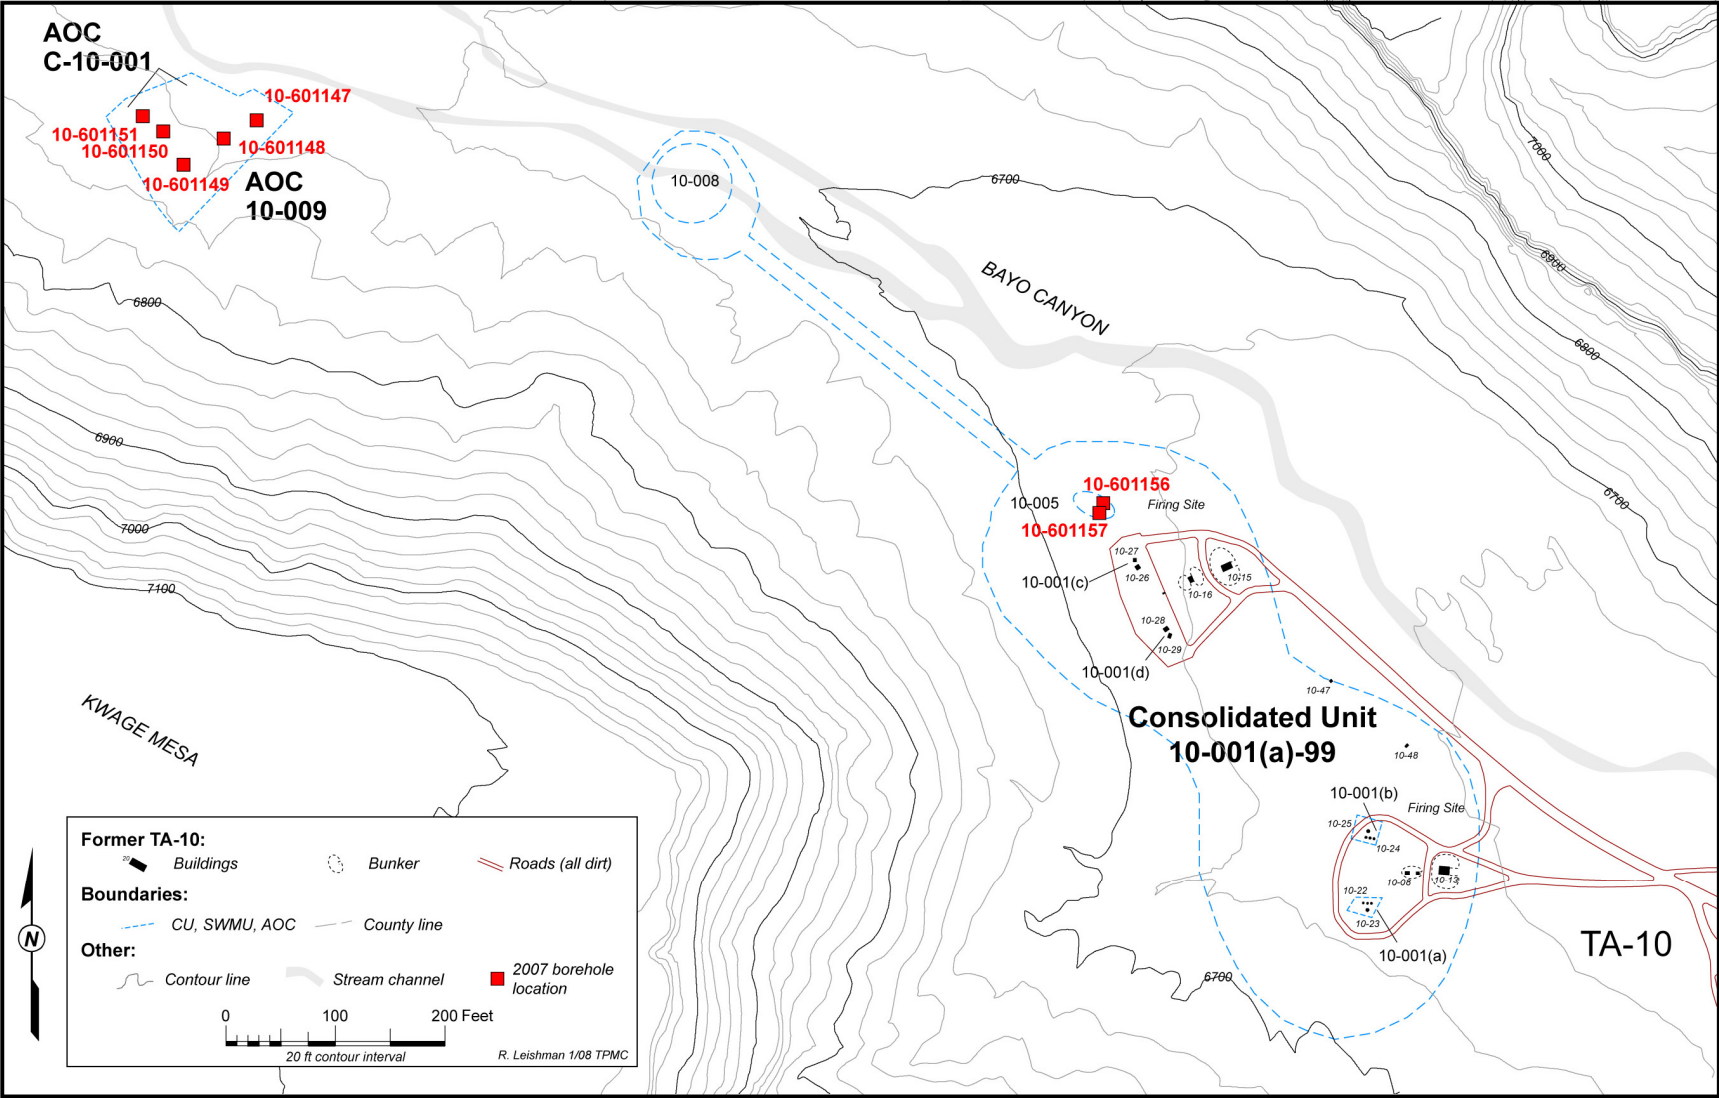 AOC
C-10-001
10-601147
10-601151
10-601150
10-601148
10-601149
AOC
10-009
10-008
6700
7000
6900
6800
6700
BAYO CANYON
6800
6900
7000
7100
KWAGE MESA
10-601156
10-005
Firing Site
10-601157
10-27
10-001(c)
10-26
10-15
10-16
10-28
10-29
10-001(d)
10-47
Consolidated Unit
10-001(a)-99
10-48
10-001(b)
Firing Site
10-25
10-24
10-06
10-22
10-23
10-001(a)
TA-10
6700
Former TA-10:
20
Buildings
Bunker
Roads (all dirt)
Boundaries:
CU, SWMU, AOC
County line
Other:
Contour line
Stream channel
2007 borehole
location
0
100
200 Feet
20 ft contour interval
R. Leishman 1/08 TPMC
N